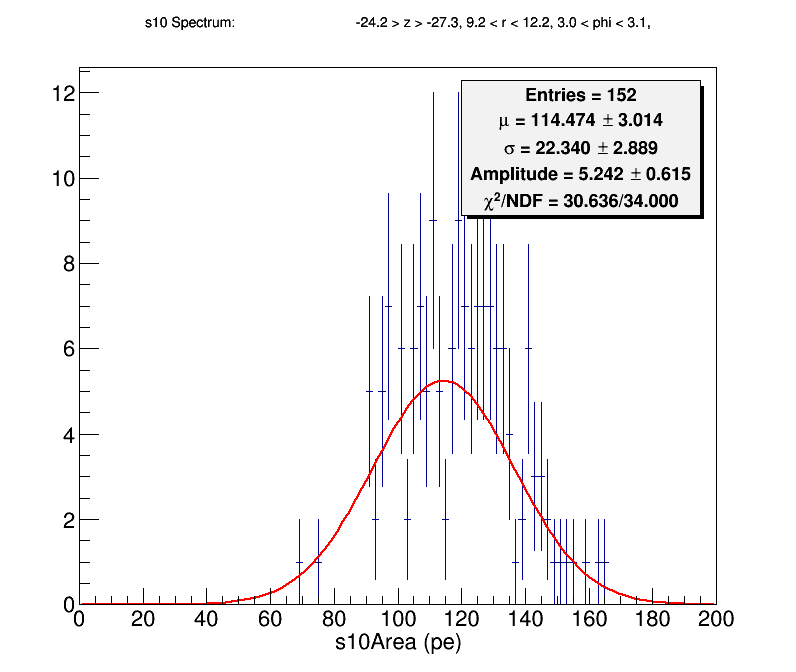 s10 Spectrum: -24.2 > z > -27.3, 9.2 < r < 12.2, 3.0 < phi < 3.1,
Entries = 152
μ = 114.474 ± 3.014
σ = 22.340 ± 2.889
Amplitude = 5.242 ± 0.615
χ²/NDF = 30.636/34.000
12
10
8
6
4
2
0
0 20 40 60 80 100 120 140 160 180 200
s10Area (pe)